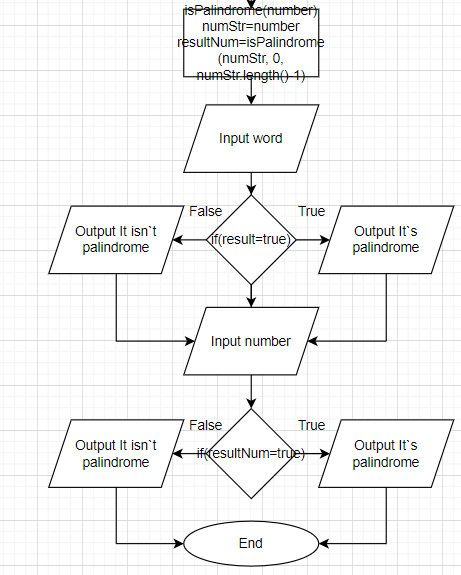 isPalindrome(number)
numStr=number
resultNum=isPalindrome
(numStr, 0,
numStr.length()-1)
Input word
False
True
Output It isn`t
palindrome
if(result=true)
Output It`s
palindrome
Input number
False
True
Output It isn`t
palindrome
if(resultNum=true)
Output It`s
palindrome
End